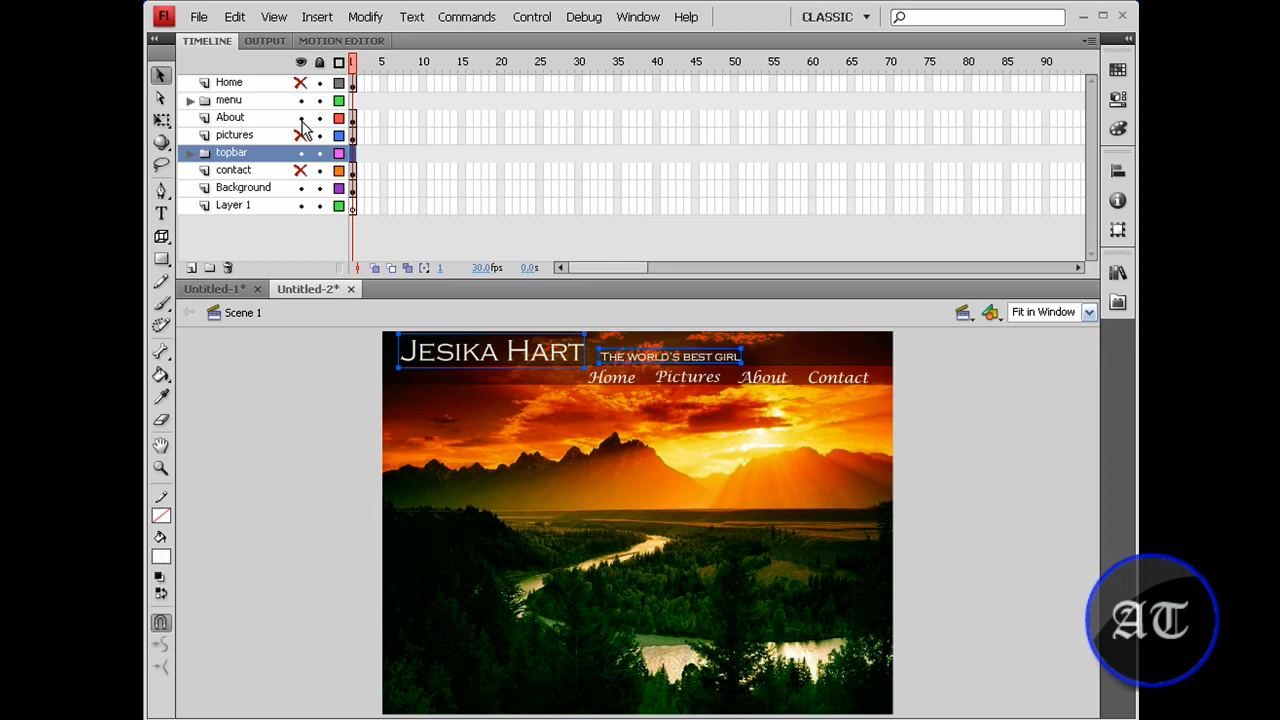 Fl File Edit View Insert Modify Text Commands Control Debug Window Help CLASSIC
TIMELINE OUTPUT MOTION EDITOR
1 5 10 15 20 25 30 35 40 45 50 55 60 65 70 75 80 85 90
Home
menu
About
pictures
topbar
contact
Background
Layer 1
1 30.0fps 0.0s
Untitled-1* Untitled-2*
Scene 1 Fit in Window
JESIKA HART THE WORLD'S BEST GIRL
Home Pictures About Contact
AT